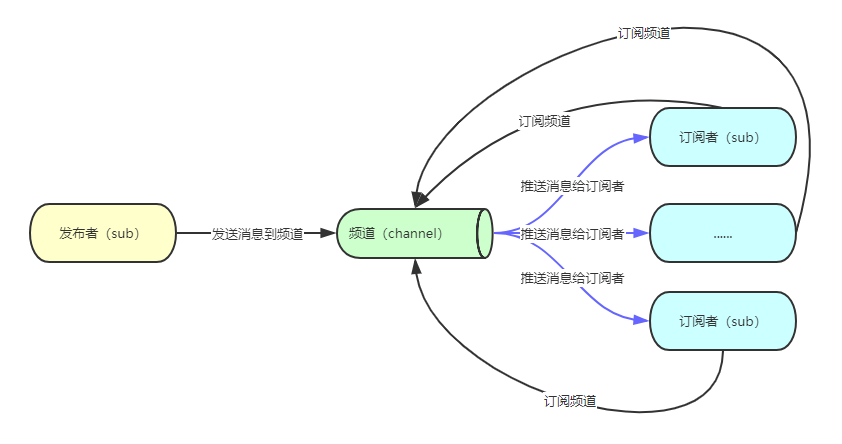 订阅频道
订阅频道
订阅者（sub）
推送消息给订阅者
发布者（sub）
发送消息到频道
频道（channel）
推送消息给订阅者
......
推送消息给订阅者
订阅者（sub）
订阅频道